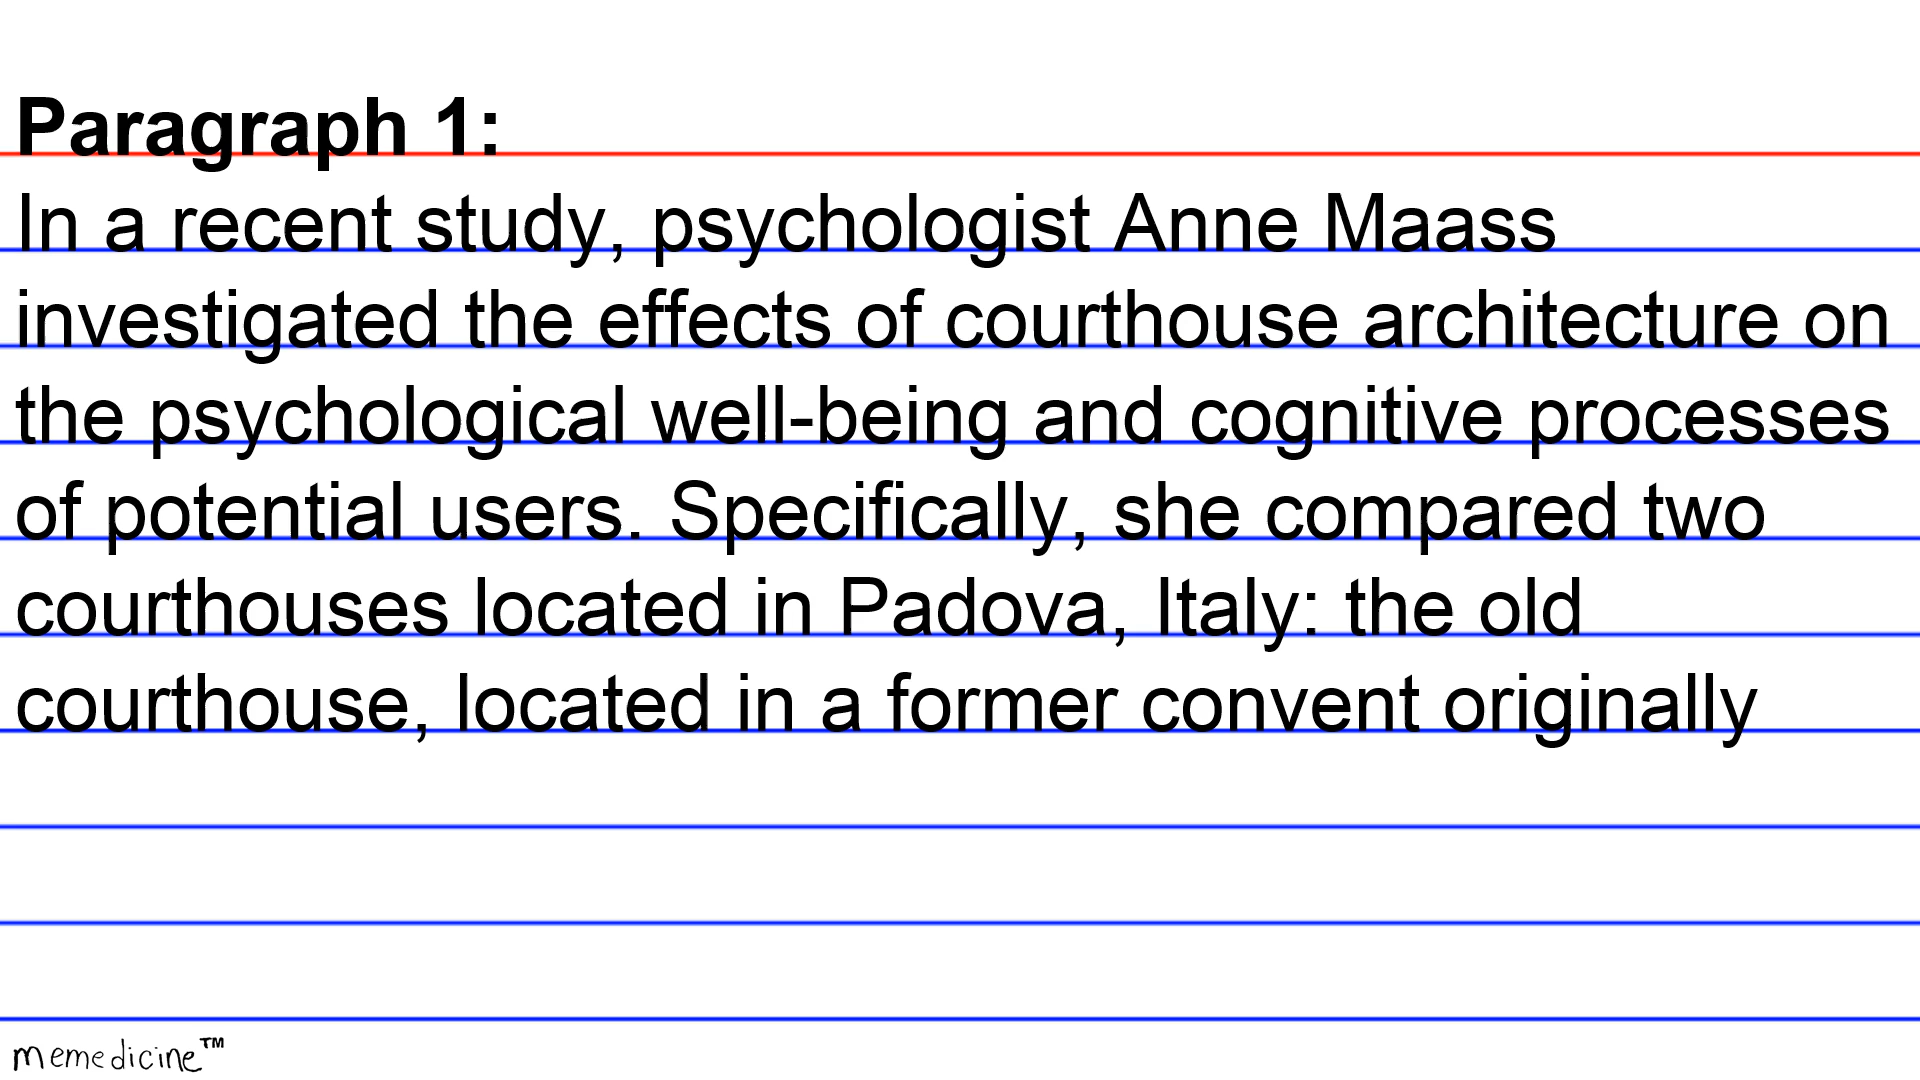 Paragraph 1:
In a recent study, psychologist Anne Maass
investigated the effects of courthouse architecture on
the psychological well-being and cognitive processes
of potential users. Specifically, she compared two
courthouses located in Padova, Italy: the old
courthouse, located in a former convent originally
memedicine™